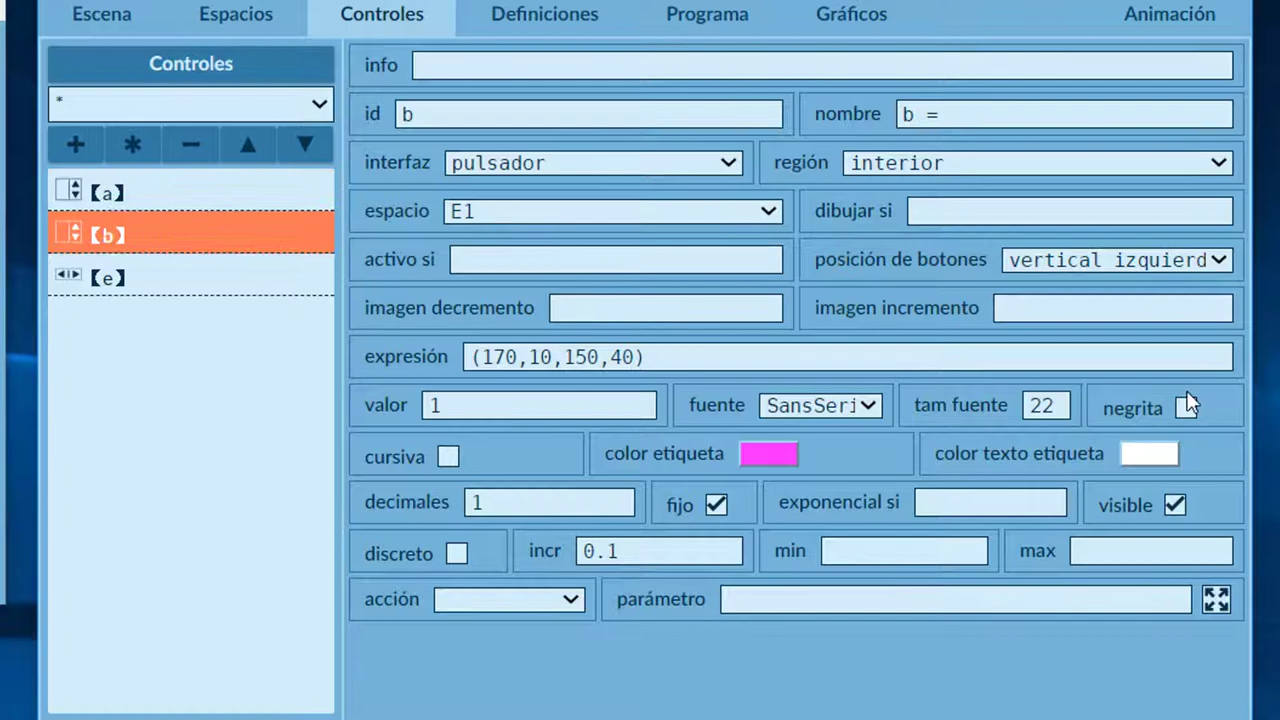 Escena Espacios Controles Definiciones Programa Gráficos Animación
Controles
*
【a】
【b】
【e】
info
id b nombre b =
interfaz pulsador región interior
espacio E1 dibujar si
activo si posición de botones vertical izquierd
imagen decremento imagen incremento
expresión (170,10,150,40)
valor 1 fuente SansSeri tam fuente 22 negrita
cursiva color etiqueta color texto etiqueta
decimales 1 fijo exponencial si visible
discreto incr 0.1 min max
acción parámetro